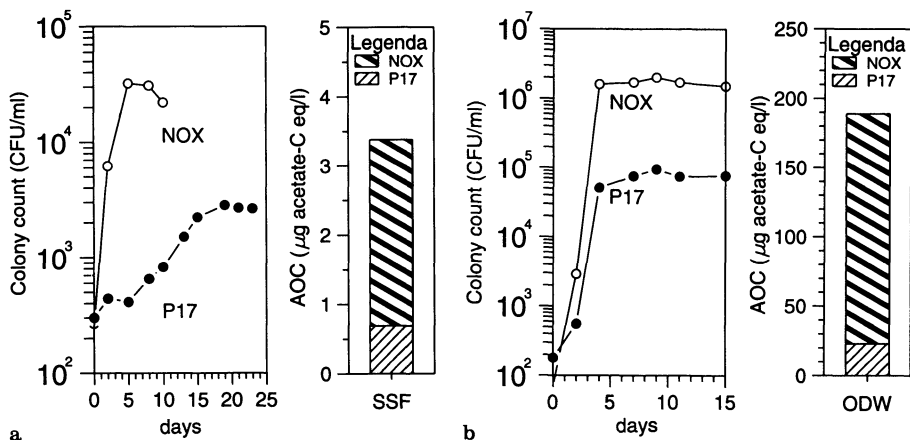 10^5
10^4
10^3
10^2
Colony count (CFU/ml)
NOX
P17
0 5 10 15 20 25
days
a
5
4
3
2
1
0
AOC (μg acetate-C eq/l)
Legenda
NOX
P17
SSF
10^7
10^6
10^5
10^4
10^3
10^2
Colony count (CFU/ml)
NOX
P17
0 5 10 15
days
b
250
200
150
100
50
0
AOC (μg acetate-C eq/l)
Legenda
NOX
P17
ODW